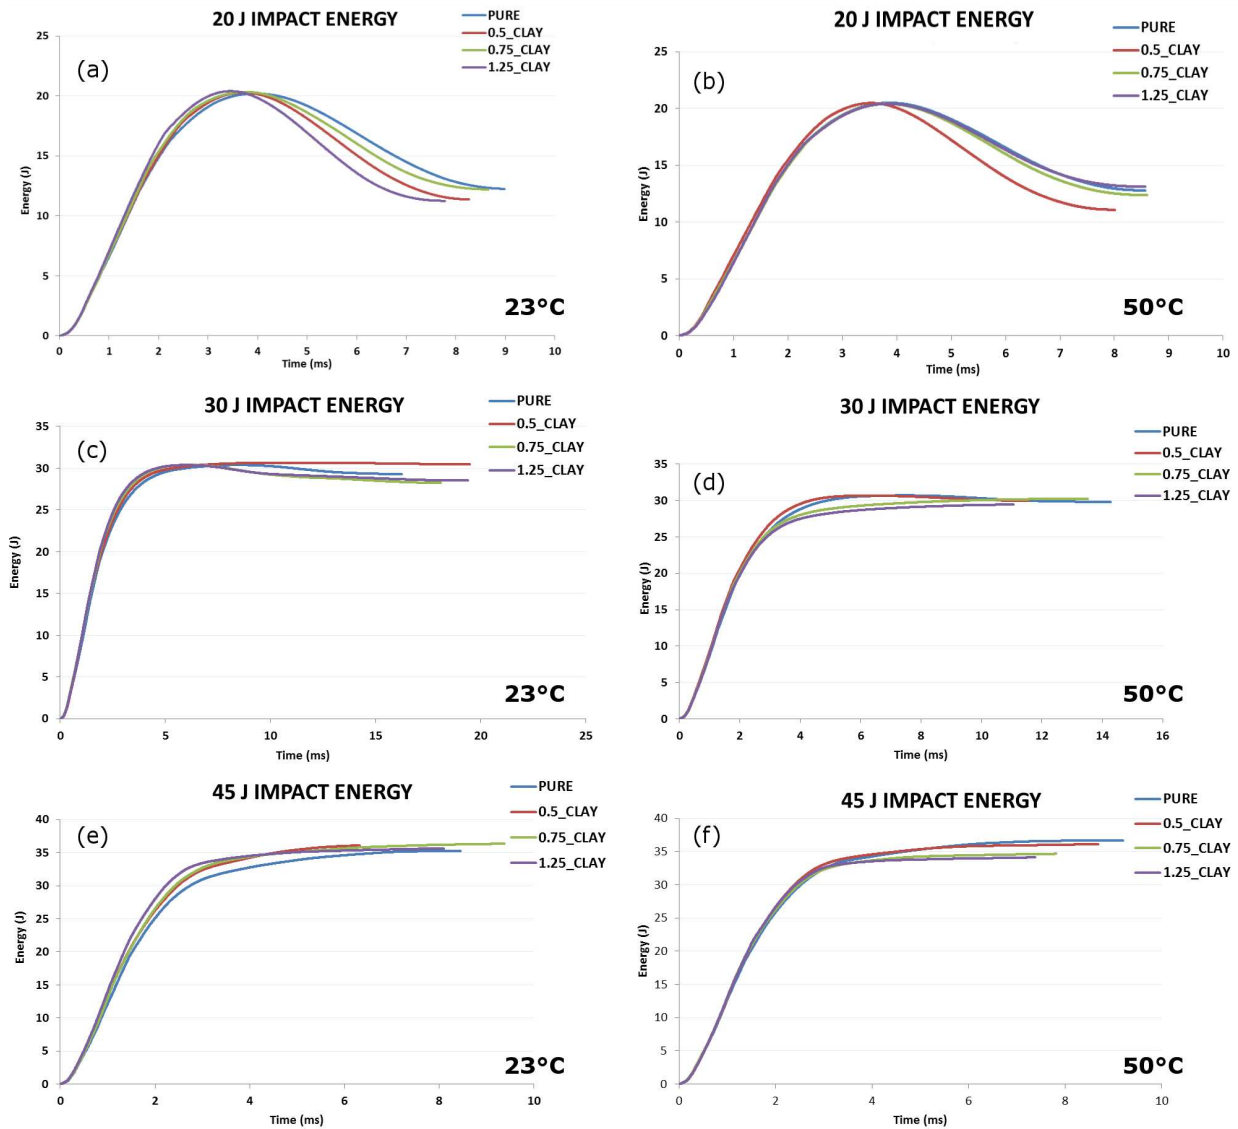 20 J IMPACT ENERGY
PURE
0.5_CLAY
0.75_CLAY
1.25_CLAY
(a)
25
20
15
10
5
0
Energy (J)
0 1 2 3 4 5 6 7 8 9 10
Time (ms)
23°C
20 J IMPACT ENERGY
PURE
0.5_CLAY
0.75_CLAY
1.25_CLAY
(b)
25
20
15
10
5
0
Energy (J)
0 1 2 3 4 5 6 7 8 9 10
Time (ms)
50°C
30 J IMPACT ENERGY
PURE
0.5_CLAY
0.75_CLAY
1.25_CLAY
(c)
35
30
25
20
15
10
5
0
Energy (J)
0 5 10 15 20 25
Time (ms)
23°C
30 J IMPACT ENERGY
PURE
0.5_CLAY
0.75_CLAY
1.25_CLAY
(d)
35
30
25
20
15
10
5
0
Energy (J)
0 2 4 6 8 10 12 14 16
Time (ms)
50°C
45 J IMPACT ENERGY
PURE
0.5_CLAY
0.75_CLAY
1.25_CLAY
(e)
40
35
30
25
20
15
10
5
0
Energy (J)
0 2 4 6 8 10
Time (ms)
23°C
45 J IMPACT ENERGY
PURE
0.5_CLAY
0.75_CLAY
1.25_CLAY
(f)
40
35
30
25
20
15
10
5
0
Energy (J)
0 2 4 6 8 10
Time (ms)
50°C